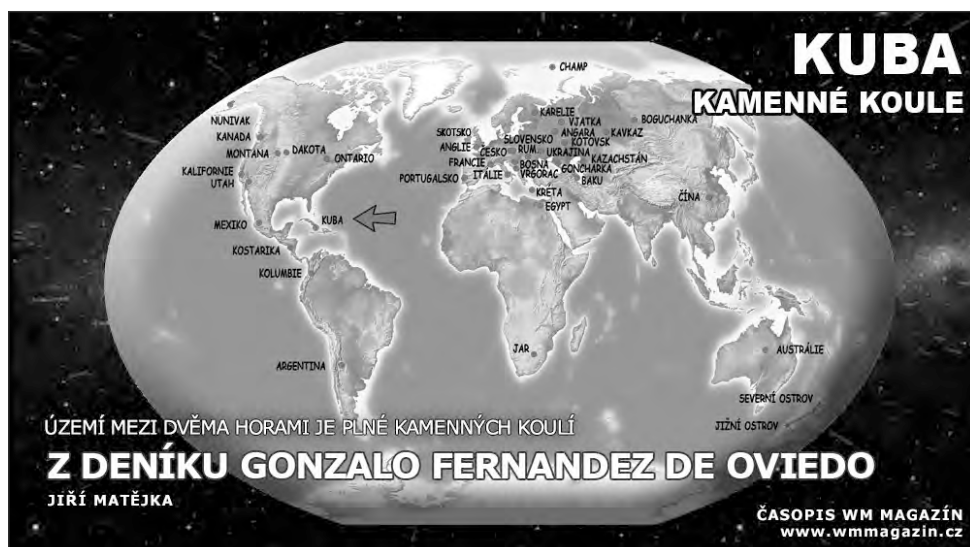 KUBA
KAMENNÉ KOULE
CHAMP
NUNIVAK
KANADA
MONTANA
DAKOTA
ONTARIO
KALIFORNIE
UTAH
MEXIKO
KUBA
KOSTARIKA
KOLUMBIE
ARGENTINA
SKOTSKO
ANGLIE
FRANCIE
PORTUGALSKO
ČESKO
ITÁLIE
KARELIE
VJATKA
SLOVENSKO
ANGARA
KOTOVSK
RUM
UKRAJINA
BOSNA
VRGORAC
KRÉTA
EGYPT
BOGUCHANKA
KAVKAZ
KAZACHSTÁN
GONCHARKA
BAKU
ČÍNA
JAR
AUSTRÁLIE
SEVERNÍ OSTROV
JIŽNÍ OSTROV
ÚZEMÍ MEZI DVĚMA HORAMI JE PLNÉ KAMENNÝCH KOULÍ
Z DENÍKU GONZALO FERNANDEZ DE OVIEDO
JIŘÍ MATĚJKA
ČASOPIS WM MAGAZÍN
www.wmmagazin.cz